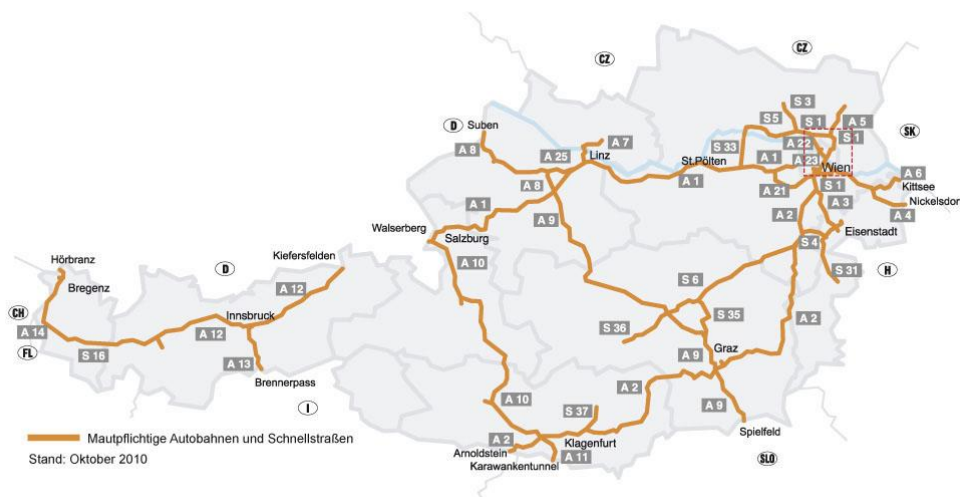 CZ
CZ
S 3
D
Suben
S 5
S 1
A 5
A 7
S 1
SK
A 8
A 25
Linz
S 33
A 22
St.Pölten
A 1
A 23
Wien
A 6
Kittsee
A 8
A 1
A 21
S 1
A 1
A 9
A 3
Nickelsdorf
A 2
A 4
Walserberg
Salzburg
Eisenstadt
S 4
Hörbranz
Kiefersfelden
A 10
D
H
S 31
Bregenz
A 12
S 6
CH
Innsbruck
S 35
A 2
A 14
A 12
S 36
FL
S 16
Graz
A 13
A 9
Brennerpass
A 2
I
A 10
S 37
A 9
Mautpflichtige Autobahnen und Schnellstraßen
A 2
Klagenfurt
Spielfeld
Stand: Oktober 2010
Arnoldstein
A 11
SLO
Karawankentunnel